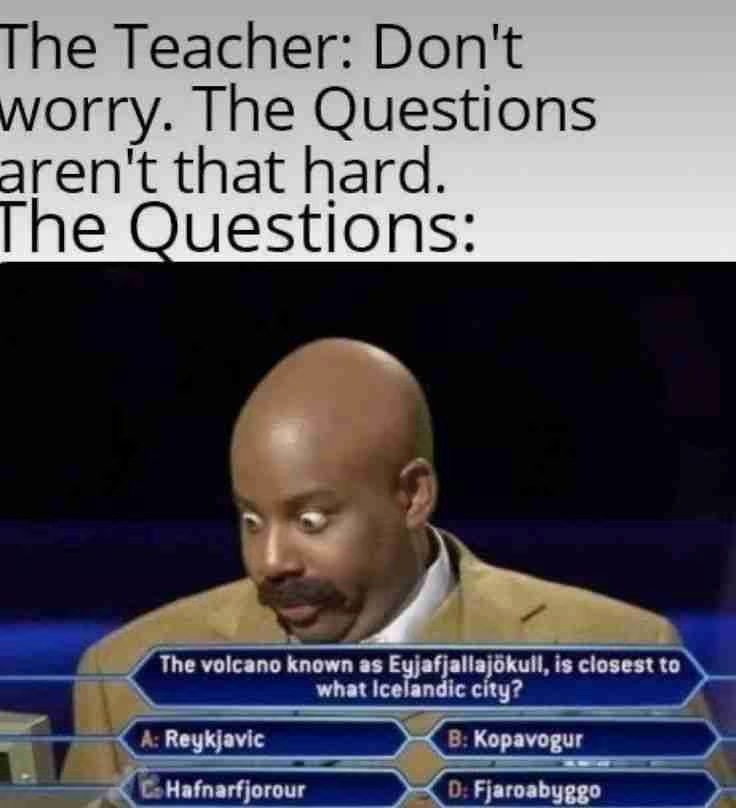 The Teacher: Don't
worry. The Questions
aren't that hard.
The Questions:
The volcano known as Eyjafjallajökull, is closest to
what Icelandic city?
A: Reykjavic
B: Kopavogur
C: Hafnarfjorour
D: Fjaroabyggo